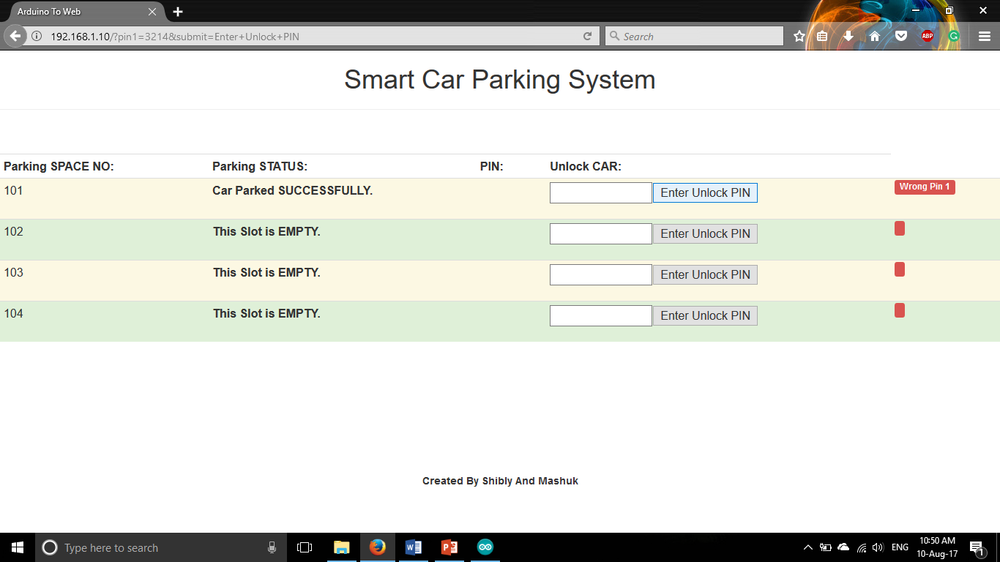 Arduino To Web
192.168.1.10/?pin1=3214&submit=Enter+Unlock+PIN
Search
ABP
Smart Car Parking System
Parking SPACE NO: Parking STATUS: PIN: Unlock CAR:
101 Car Parked SUCCESSFULLY. Enter Unlock PIN Wrong Pin 1
102 This Slot is EMPTY. Enter Unlock PIN
103 This Slot is EMPTY. Enter Unlock PIN
104 This Slot is EMPTY. Enter Unlock PIN
Created By Shibly And Mashuk
Type here to search
ENG
10:50 AM
10-Aug-17
1